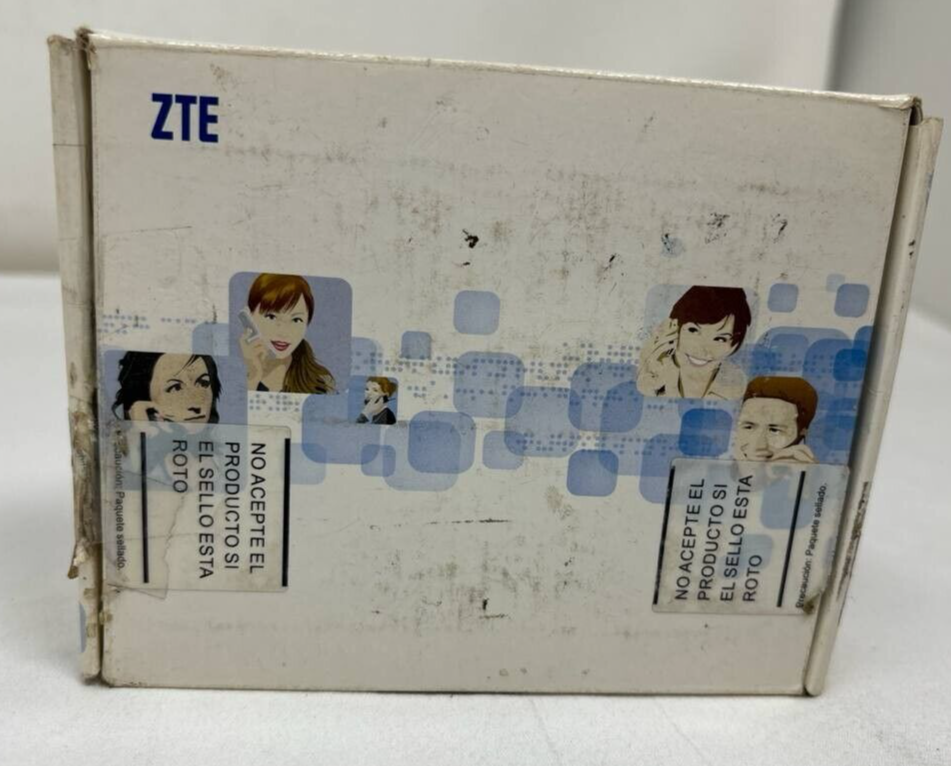 ZTE
NO ACEPTE EL
PRODUCTO SI
EL SELLO ESTA
ROTO
Paquete sellado.
NO ACEPTE EL
PRODUCTO SI
EL SELLO ESTA
ROTO
Precaución: Paquete sellado.